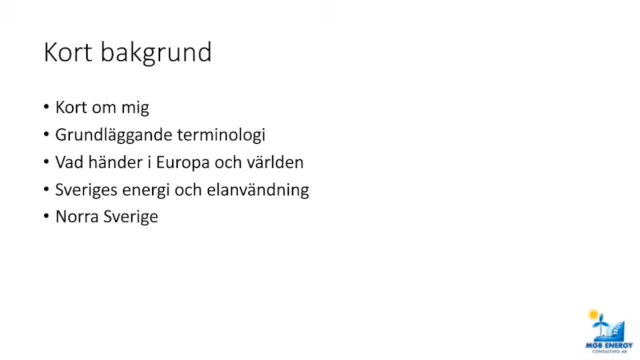 Kort bakgrund
• Kort om mig
• Grundläggande terminologi
• Vad händer i Europa och världen
• Sveriges energi och elanvändning
• Norra Sverige
MGB ENERGY
CONSULTING AB